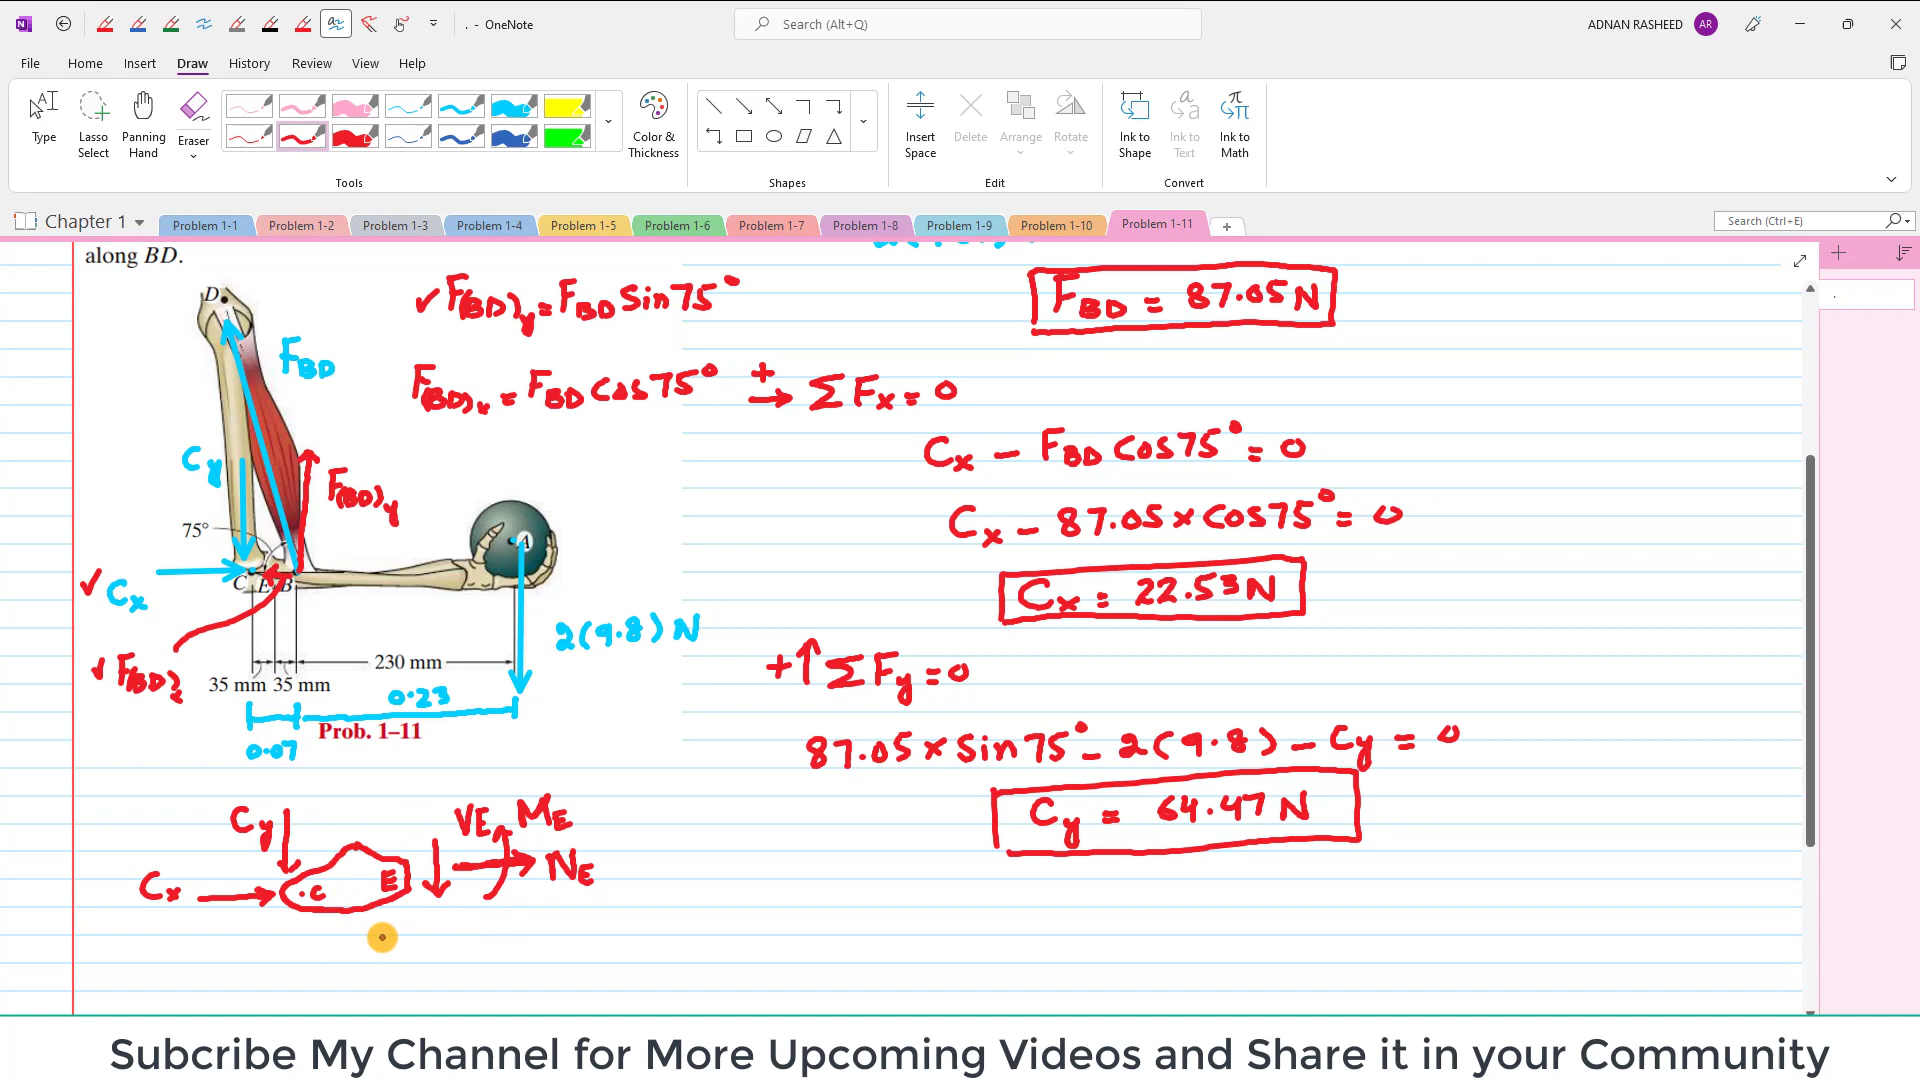 . - OneNote
Search (Alt+Q)
ADNAN RASHEED AR
File Home Insert Draw History Review View Help
Type
Lasso Select
Panning Hand
Eraser
Color & Thickness
Insert Space
Delete
Arrange
Rotate
Ink to Shape
Ink to Text
Ink to Math
Tools Shapes Edit Convert
Chapter 1 Problem 1-1 Problem 1-2 Problem 1-3 Problem 1-4 Problem 1-5 Problem 1-6 Problem 1-7 Problem 1-8 Problem 1-9 Problem 1-10 Problem 1-11 Search (Ctrl+E)
along BD.
D
F_BD
✓ F(BD)y = F_BD Sin75°
F(BD)x = F_BD Cos75°
Cy
F(BD)y
75°
A
C E B
✓ Cx
2(9.8) N
✓ F(BD)x
230 mm
35 mm 35 mm
0.23
0.07
Prob. 1–11
Cy
VE ME
Cx
.C
E
NE
F_BD = 87.05 N
+→ ΣFx = 0
Cx - F_BD Cos75° = 0
Cx - 87.05 × Cos75° = 0
Cx = 22.53 N
+↑ ΣFy = 0
87.05 × Sin75° - 2(9.8) - Cy = 0
Cy = 64.47 N
Subcribe My Channel for More Upcoming Videos and Share it in your Community